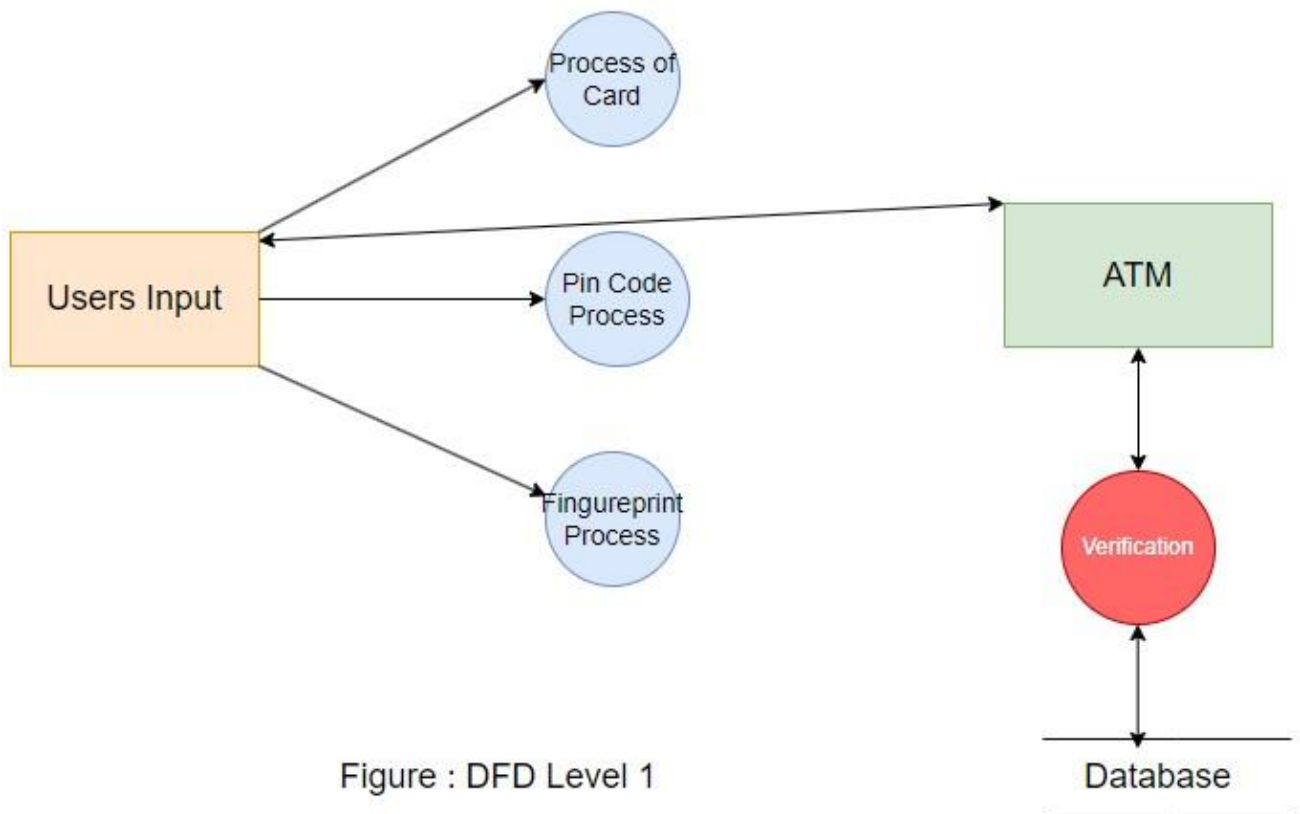 Process of
Card
Users Input
Pin Code
Process
ATM
Fingureprint
Process
Verification
Figure : DFD Level 1
Database